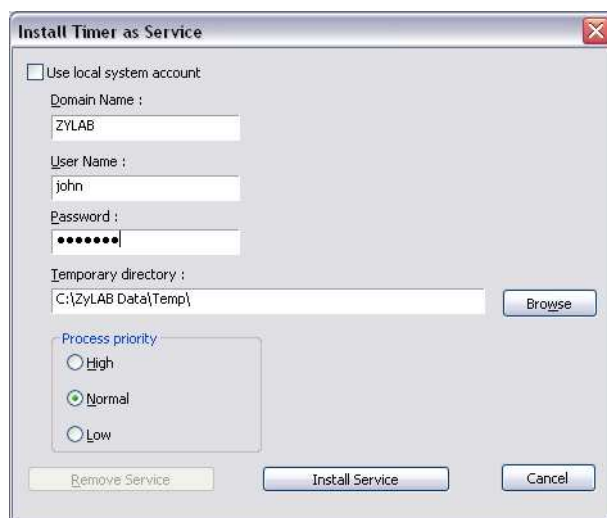 Install Timer as Service
Use local system account
Domain Name :
ZYLAB
User Name :
john
Password :
●●●●●●●
Temporary directory :
C:\ZyLAB Data\Temp\
Browse
Process priority
High
Normal
Low
Remove Service
Install Service
Cancel